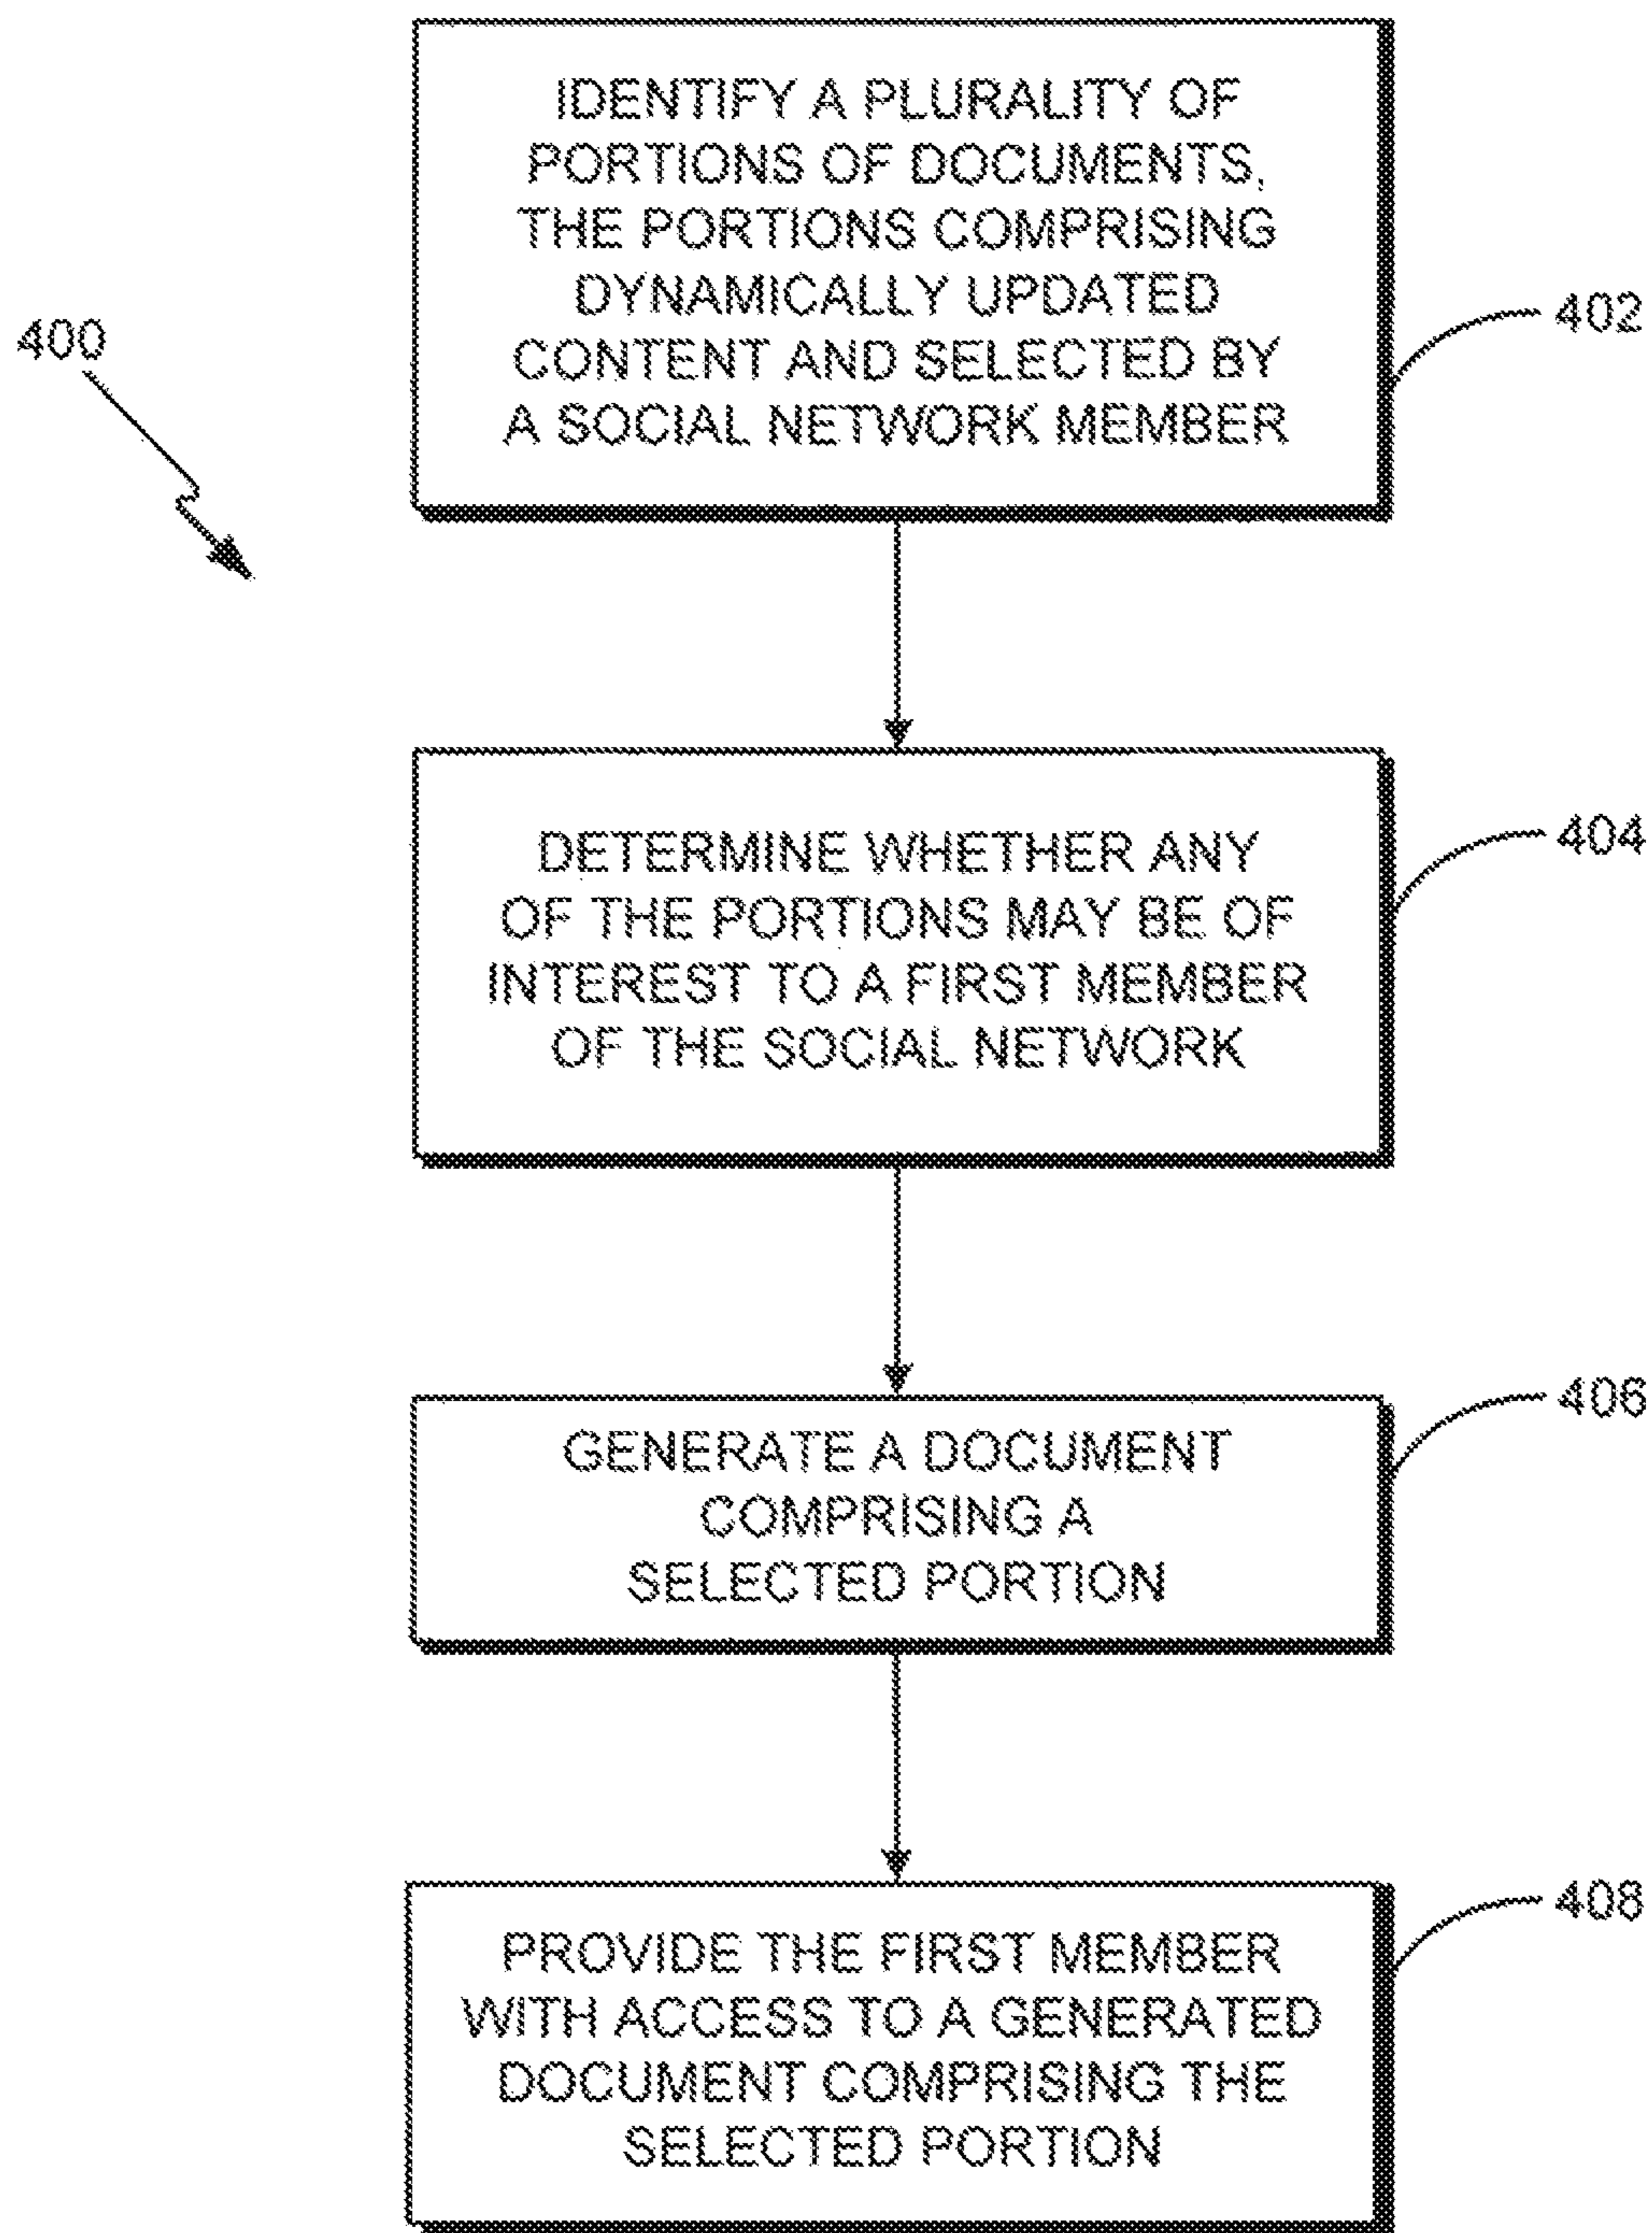 IDENTIFY A PLURALITY OF
PORTIONS OF DOCUMENTS,
THE PORTIONS COMPRISING
DYNAMICALLY UPDATED
CONTENT AND SELECTED BY
A SOCIAL NETWORK MEMBER
402
400
DETERMINE WHETHER ANY
OF THE PORTIONS MAY BE OF
INTEREST TO A FIRST MEMBER
OF THE SOCIAL NETWORK
404
GENERATE A DOCUMENT
COMPRISING A
SELECTED PORTION
406
PROVIDE THE FIRST MEMBER
WITH ACCESS TO A GENERATED
DOCUMENT COMPRISING THE
SELECTED PORTION
408